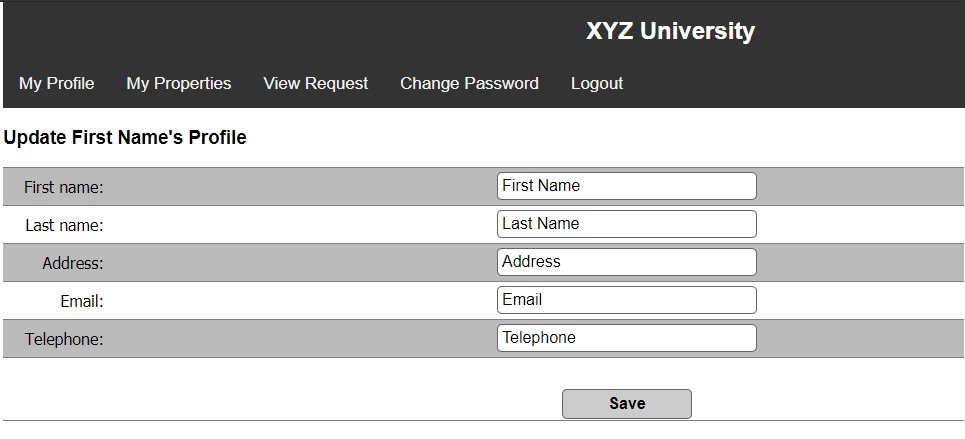 XYZ University
My Profile My Properties View Request Change Password Logout
Update First Name's Profile
First name: First Name
Last name: Last Name
Address: Address
Email: Email
Telephone: Telephone
Save